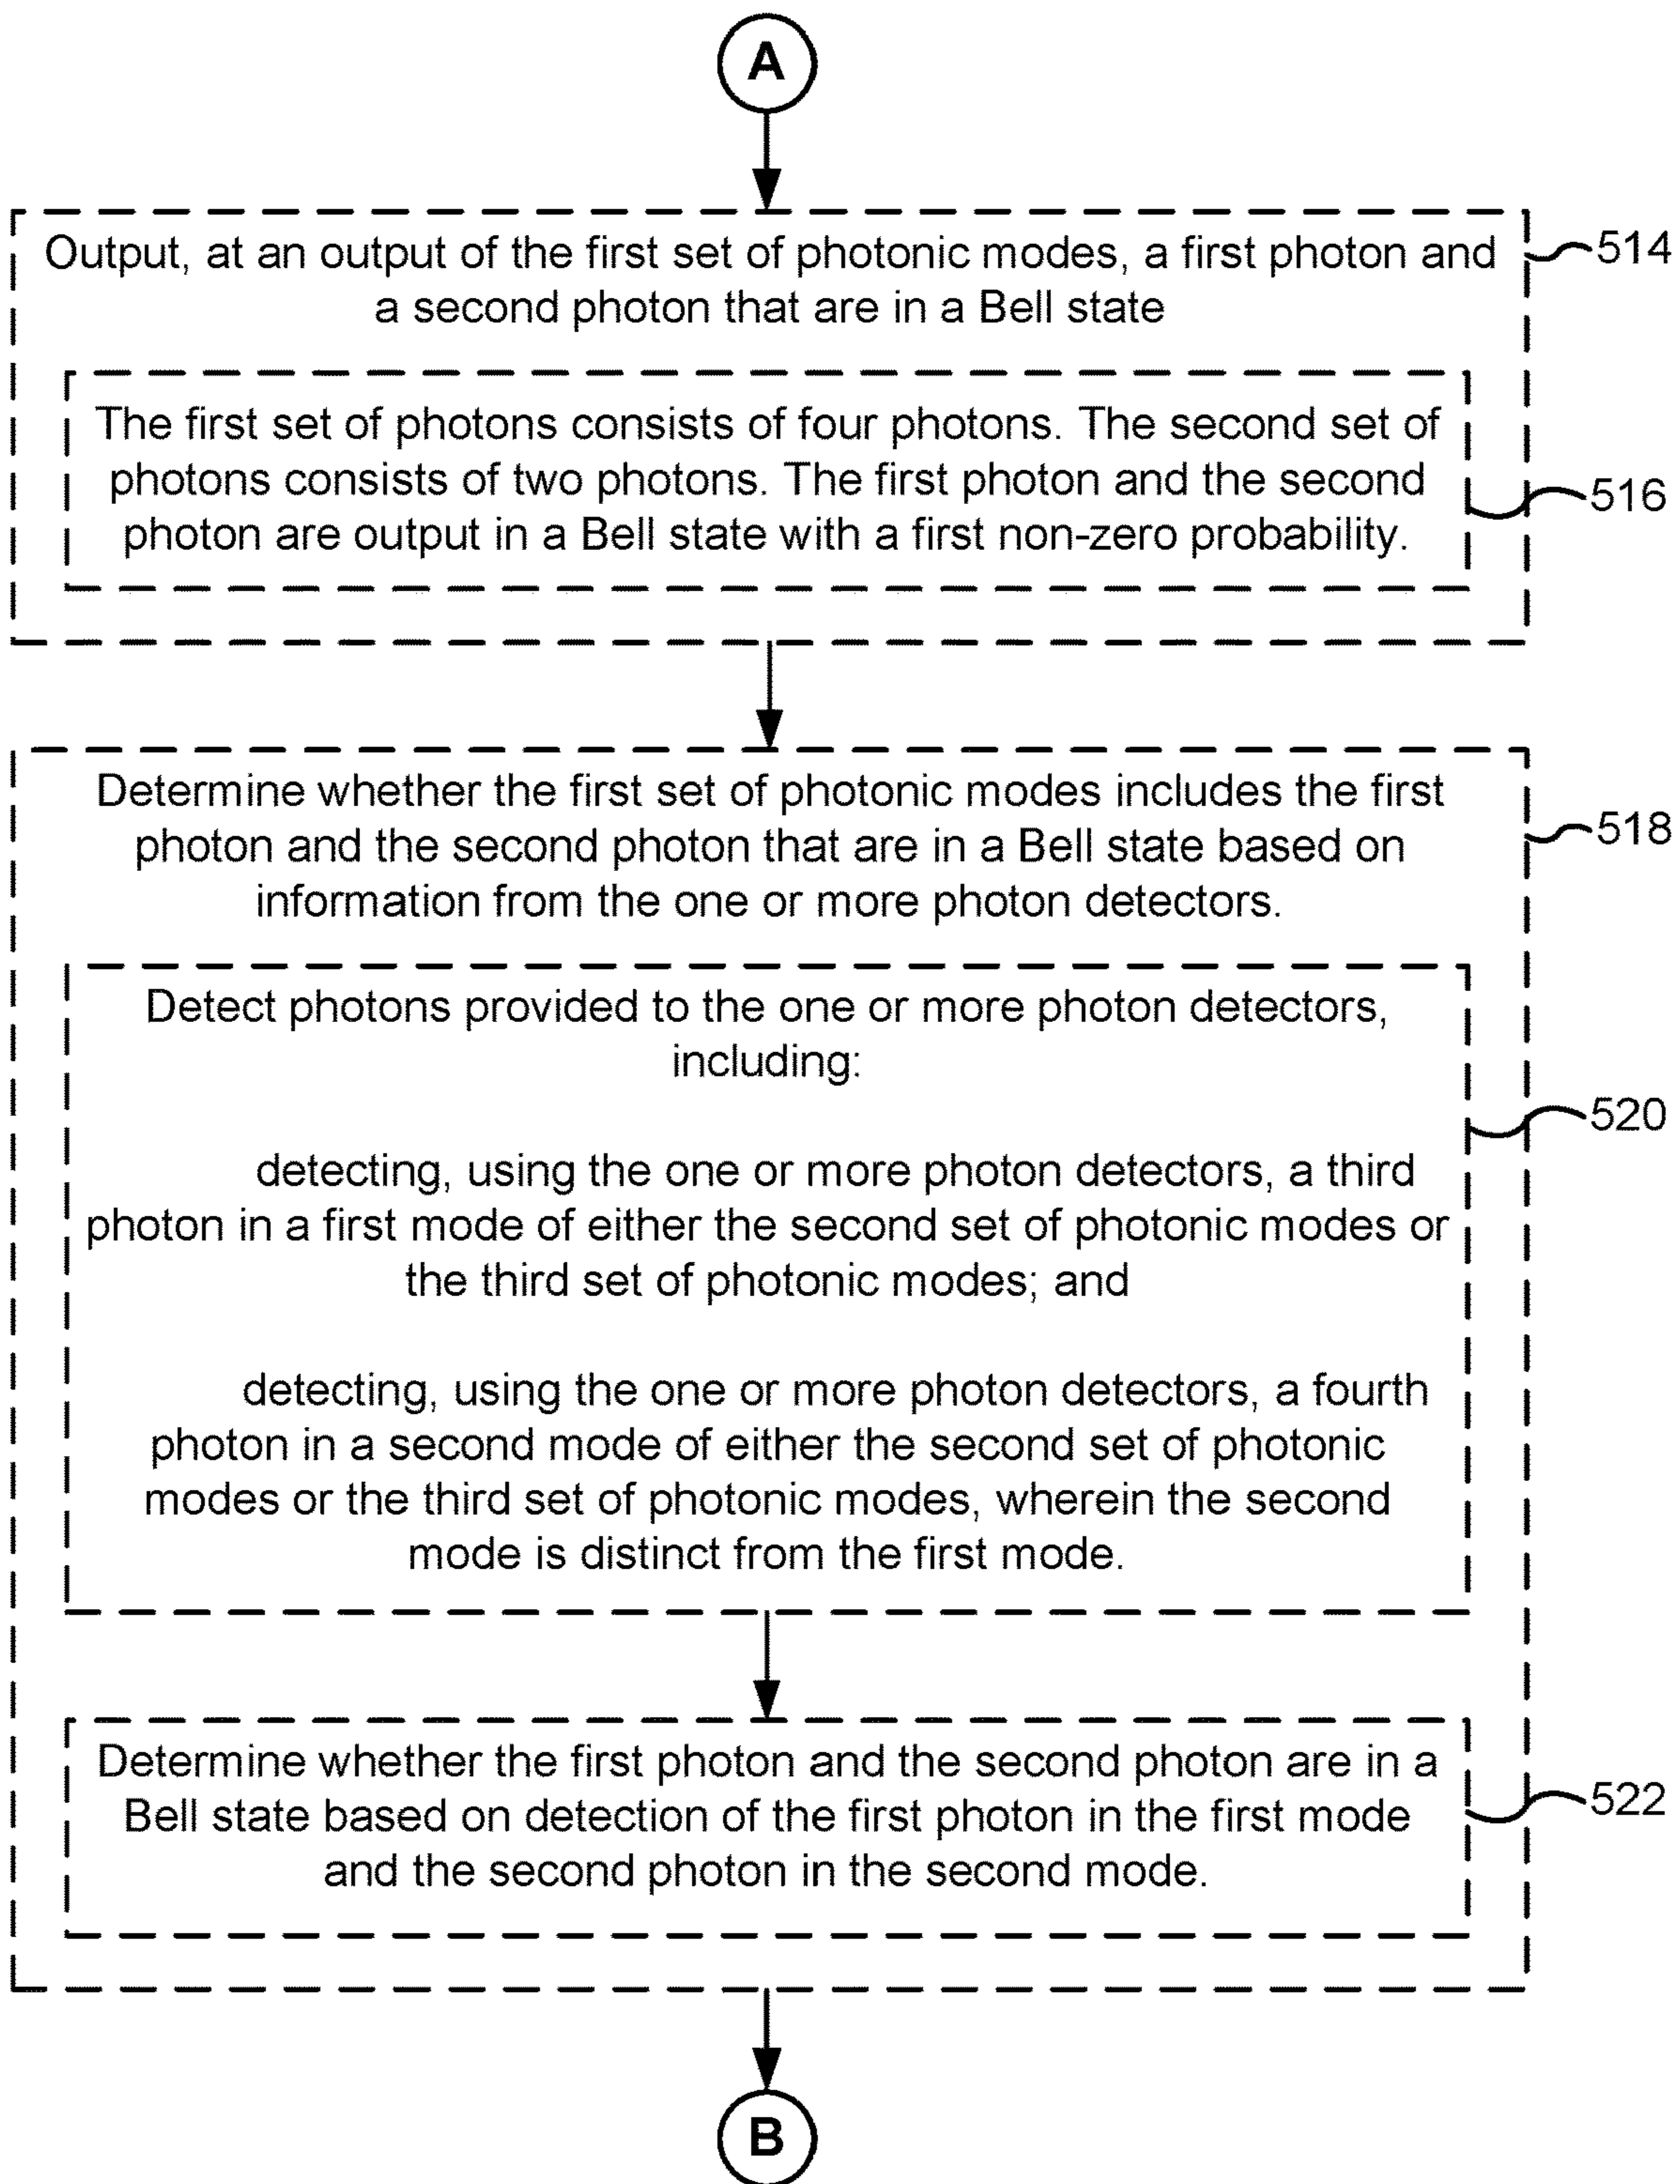 A
Output, at an output of the first set of photonic modes, a first photon and
a second photon that are in a Bell state
514
The first set of photons consists of four photons. The second set of
photons consists of two photons. The first photon and the second
photon are output in a Bell state with a first non-zero probability.
516
Determine whether the first set of photonic modes includes the first
photon and the second photon that are in a Bell state based on
information from the one or more photon detectors.
518
Detect photons provided to the one or more photon detectors,
including:
detecting, using the one or more photon detectors, a third
photon in a first mode of either the second set of photonic modes or
the third set of photonic modes; and
detecting, using the one or more photon detectors, a fourth
photon in a second mode of either the second set of photonic
modes or the third set of photonic modes, wherein the second
mode is distinct from the first mode.
520
Determine whether the first photon and the second photon are in a
Bell state based on detection of the first photon in the first mode
and the second photon in the second mode.
522
B